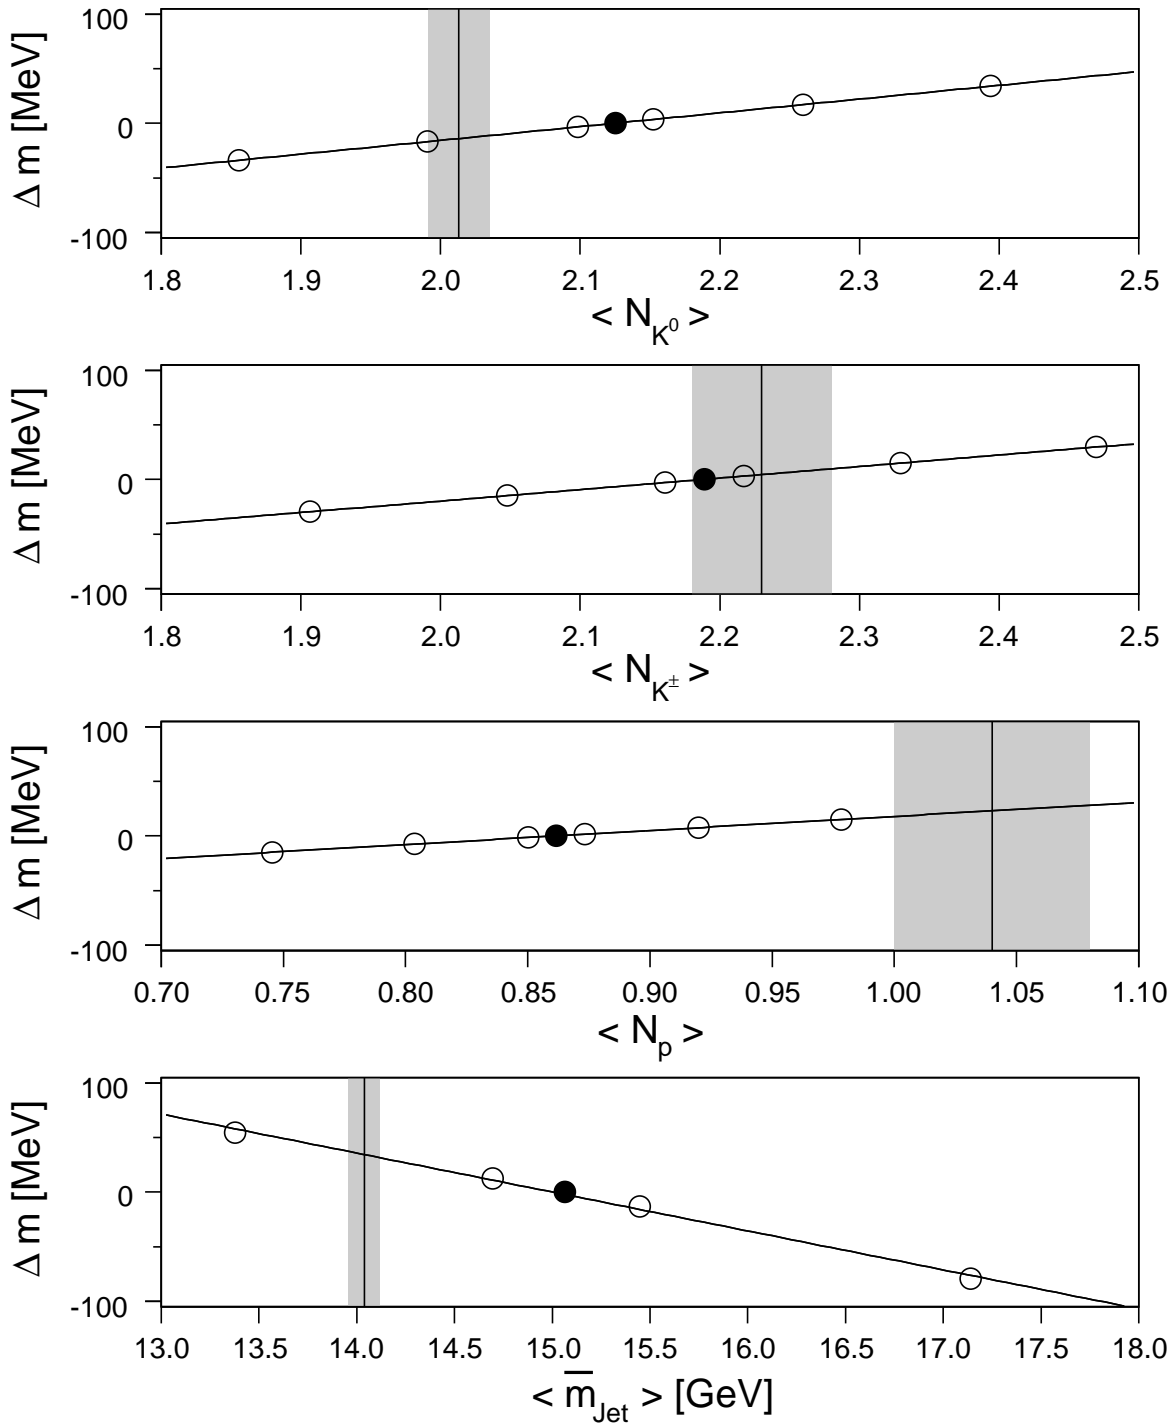 100
0
-100
Δ m [MeV]
1.8 1.9 2.0 2.1 2.2 2.3 2.4 2.5
< N_{K^0} >
100
0
-100
Δ m [MeV]
1.8 1.9 2.0 2.1 2.2 2.3 2.4 2.5
< N_{K^±} >
100
0
-100
Δ m [MeV]
0.70 0.75 0.80 0.85 0.90 0.95 1.00 1.05 1.10
< N_p >
100
0
-100
Δ m [MeV]
13.0 13.5 14.0 14.5 15.0 15.5 16.0 16.5 17.0 17.5 18.0
< m̅_{Jet} > [GeV]